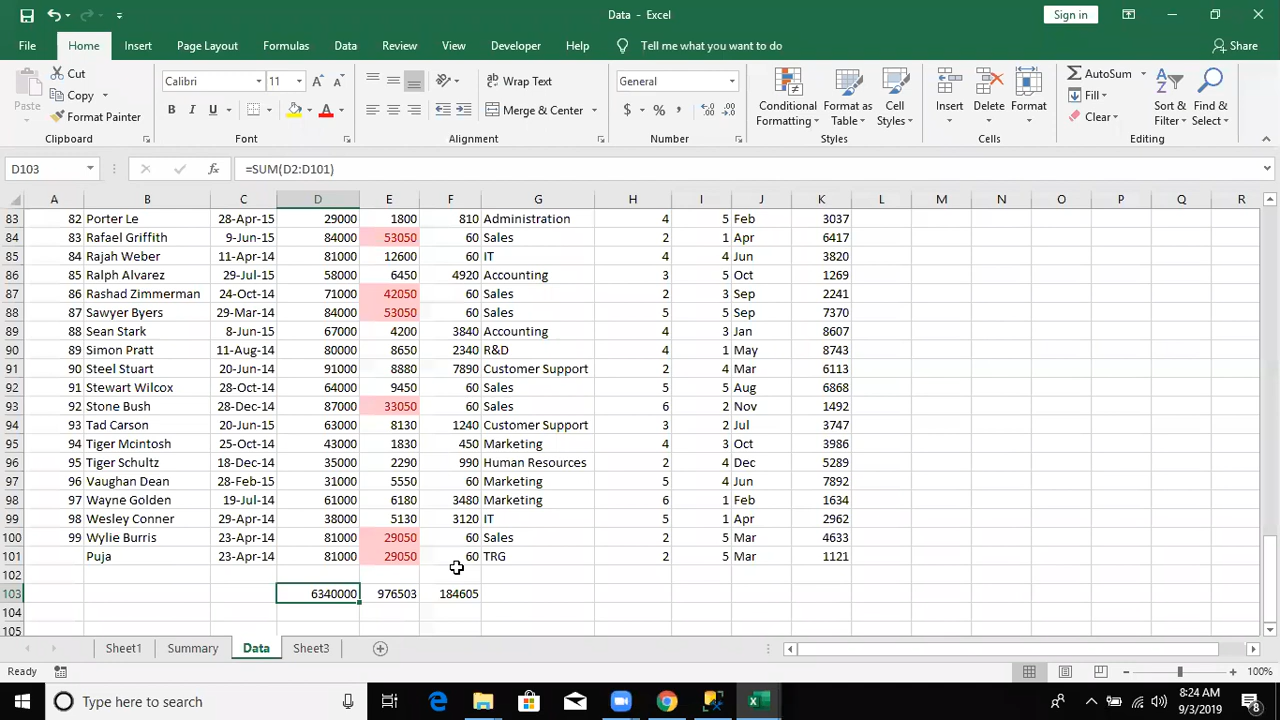 Data - Excel
Sign in
File Home Insert Page Layout Formulas Data Review View Developer Help Tell me what you want to do Share
Paste
Cut
Copy
Format Painter
Clipboard
Calibri 11
B I U
Font
Wrap Text
Merge & Center
Alignment
General
$ % ,
Number
Conditional Formatting
Format as Table
Cell Styles
Styles
Insert Delete Format
Cells
AutoSum
Fill
Clear
Sort & Filter
Find & Select
Editing
D103 fx =SUM(D2:D101)
A B C D E F G H I J K L M N O P Q R
83 82 Porter Le 28-Apr-15 29000 1800 810 Administration 4 5 Feb 3037
84 83 Rafael Griffith 9-Jun-15 84000 53050 60 Sales 2 1 Apr 6417
85 84 Rajah Weber 11-Apr-14 81000 12600 60 IT 4 4 Jun 3820
86 85 Ralph Alvarez 29-Jul-15 58000 6450 4920 Accounting 3 5 Oct 1269
87 86 Rashad Zimmerman 24-Oct-14 71000 42050 60 Sales 2 3 Sep 2241
88 87 Sawyer Byers 29-Mar-14 84000 53050 60 Sales 5 5 Sep 7370
89 88 Sean Stark 8-Jun-15 67000 4200 3840 Accounting 4 3 Jan 8607
90 89 Simon Pratt 11-Aug-14 80000 8650 2340 R&D 4 1 May 8743
91 90 Steel Stuart 20-Jun-14 91000 8880 7890 Customer Support 2 4 Mar 6113
92 91 Stewart Wilcox 28-Oct-14 64000 9450 60 Sales 5 5 Aug 6868
93 92 Stone Bush 28-Dec-14 87000 33050 60 Sales 6 2 Nov 1492
94 93 Tad Carson 20-Jun-15 63000 8130 1240 Customer Support 3 2 Jul 3747
95 94 Tiger Mcintosh 25-Oct-14 43000 1830 450 Marketing 4 3 Oct 3986
96 95 Tiger Schultz 18-Dec-14 35000 2290 990 Human Resources 2 4 Dec 5289
97 96 Vaughan Dean 28-Feb-15 31000 5550 60 Marketing 5 4 Jun 7892
98 97 Wayne Golden 19-Jul-14 61000 6180 3480 Marketing 6 1 Feb 1634
99 98 Wesley Conner 29-Apr-14 38000 5130 3120 IT 5 1 Apr 2962
100 99 Wylie Burris 23-Apr-14 81000 29050 60 Sales 2 5 Mar 4633
101 Puja 23-Apr-14 81000 29050 60 TRG 2 5 Mar 1121
102
103 6340000 976503 184605
104
105
Sheet1 Summary Data Sheet3
Ready 100%
Type here to search
8:24 AM
9/3/2019
8